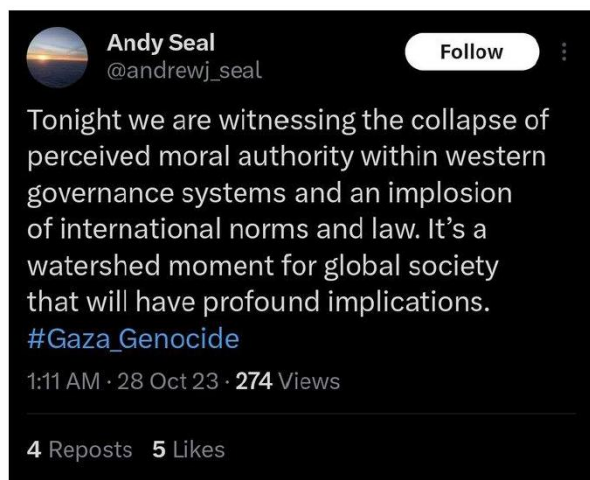 Andy Seal
@andrewj_seal
Follow
Tonight we are witnessing the collapse of
perceived moral authority within western
governance systems and an implosion
of international norms and law. It’s a
watershed moment for global society
that will have profound implications.
#Gaza_Genocide
1:11 AM · 28 Oct 23 · 274 Views
4 Reposts 5 Likes